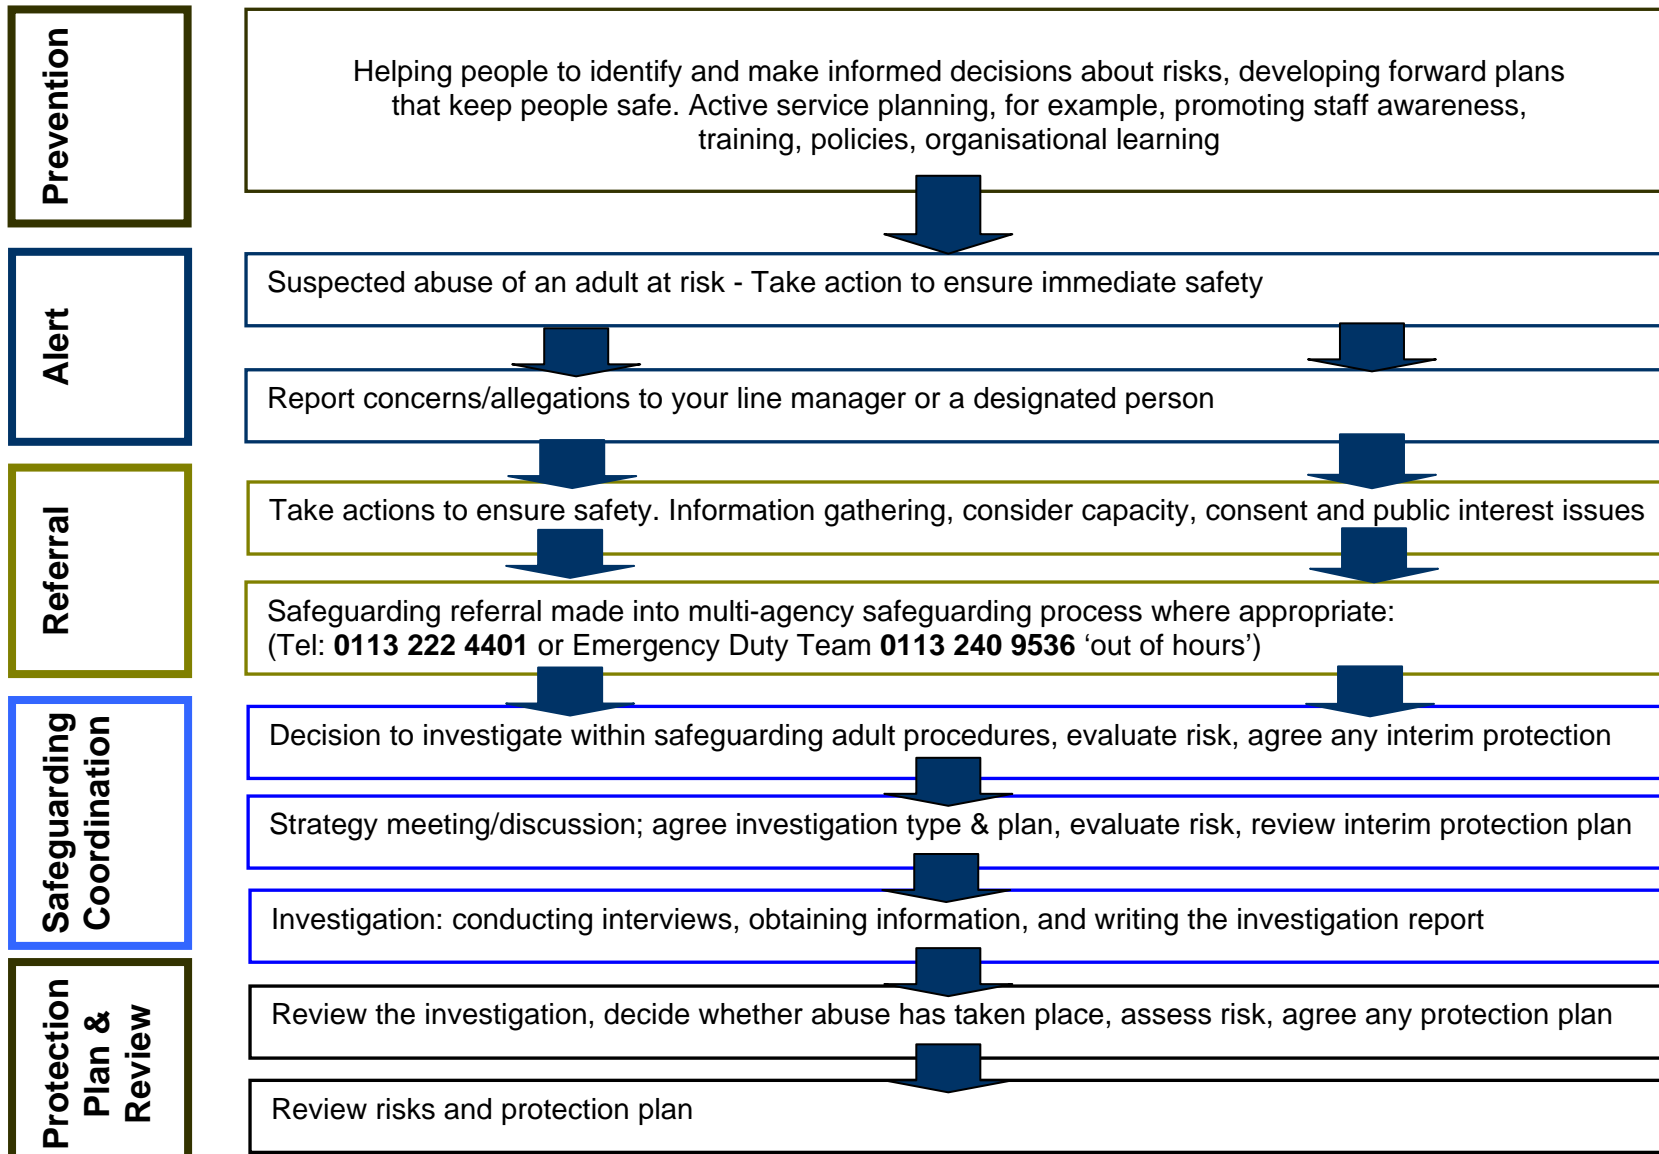 Prevention
Helping people to identify and make informed decisions about risks, developing forward plans
that keep people safe. Active service planning, for example, promoting staff awareness,
training, policies, organisational learning
Alert
Suspected abuse of an adult at risk - Take action to ensure immediate safety
Report concerns/allegations to your line manager or a designated person
Referral
Take actions to ensure safety. Information gathering, consider capacity, consent and public interest issues
Safeguarding referral made into multi-agency safeguarding process where appropriate:
(Tel: 0113 222 4401 or Emergency Duty Team 0113 240 9536 ‘out of hours’)
Safeguarding
Coordination
Decision to investigate within safeguarding adult procedures, evaluate risk, agree any interim protection
Strategy meeting/discussion; agree investigation type & plan, evaluate risk, review interim protection plan
Investigation: conducting interviews, obtaining information, and writing the investigation report
Protection
Plan &
Review
Review the investigation, decide whether abuse has taken place, assess risk, agree any protection plan
Review risks and protection plan